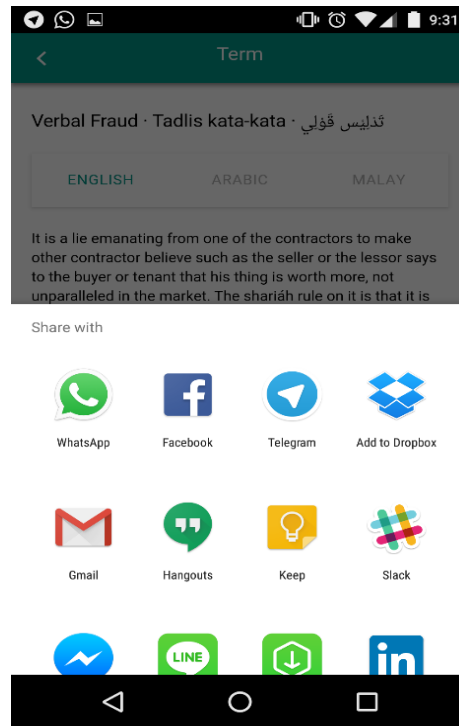 9:31
Term
Verbal Fraud · Tadlis kata-kata · تَدلِيَس قَوْلِي
ENGLISH ARABIC MALAY
It is a lie emanating from one of the contractors to make
other contractor believe such as the seller or the lessor says
to the buyer or tenant that his thing is worth more, not
unparalleled in the market. The shariáh rule on it is that it is
Share with
WhatsApp Facebook Telegram Add to Dropbox
Gmail Hangouts Keep Slack
LINE in